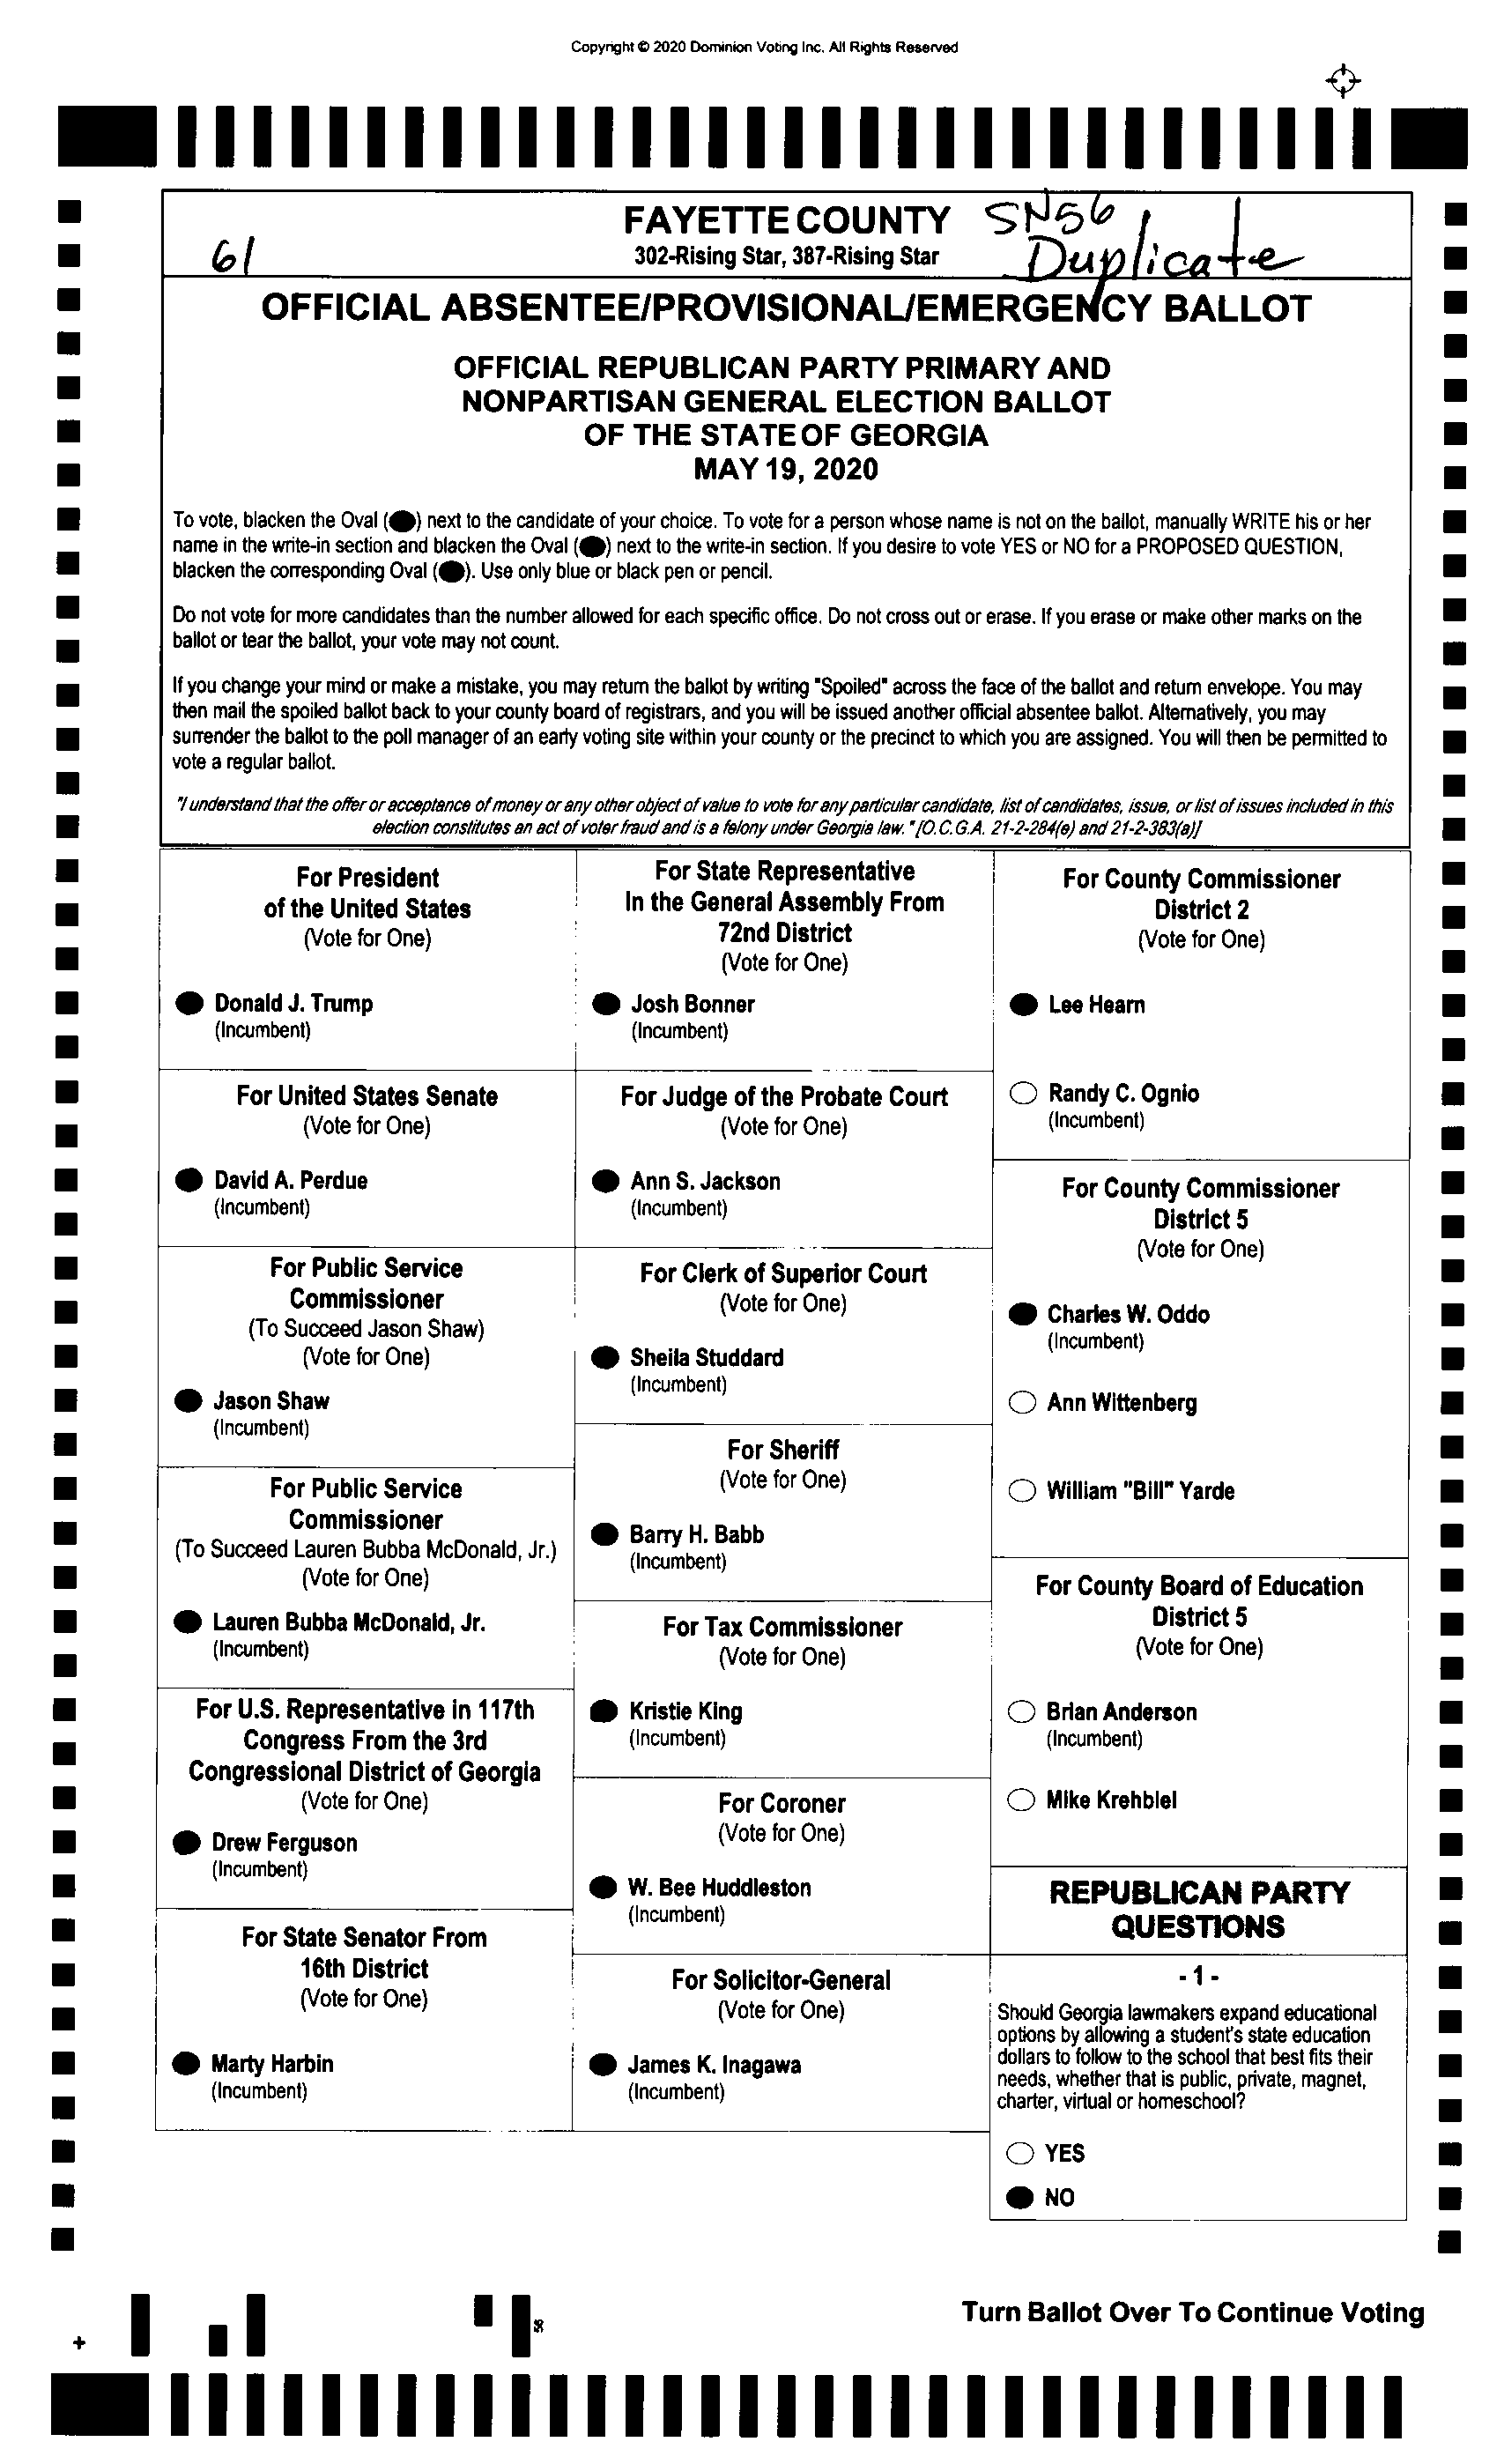 Copyright © 2020 Dominion Voting Inc. All Rights Reserved
FAYETTE COUNTY
SN56
61
302-Rising Star, 387-Rising Star
Duplicate
OFFICIAL ABSENTEE/PROVISIONAL/EMERGENCY BALLOT
OFFICIAL REPUBLICAN PARTY PRIMARY AND
NONPARTISAN GENERAL ELECTION BALLOT
OF THE STATE OF GEORGIA
MAY 19, 2020
To vote, blacken the Oval (●) next to the candidate of your choice. To vote for a person whose name is not on the ballot, manually WRITE his or her
name in the write-in section and blacken the Oval (●) next to the write-in section. If you desire to vote YES or NO for a PROPOSED QUESTION,
blacken the corresponding Oval (●). Use only blue or black pen or pencil.
Do not vote for more candidates than the number allowed for each specific office. Do not cross out or erase. If you erase or make other marks on the
ballot or tear the ballot, your vote may not count.
If you change your mind or make a mistake, you may return the ballot by writing "Spoiled" across the face of the ballot and return envelope. You may
then mail the spoiled ballot back to your county board of registrars, and you will be issued another official absentee ballot. Alternatively, you may
surrender the ballot to the poll manager of an early voting site within your county or the precinct to which you are assigned. You will then be permitted to
vote a regular ballot.
"I understand that the offer or acceptance of money or any other object of value to vote for any particular candidate, list of candidates, issue, or list of issues included in this
election constitutes an act of voter fraud and is a felony under Georgia law." [O.C.G.A. 21-2-284(e) and 21-2-383(a)]
For President
of the United States
(Vote for One)
Donald J. Trump
(Incumbent)
For United States Senate
(Vote for One)
David A. Perdue
(Incumbent)
For Public Service
Commissioner
(To Succeed Jason Shaw)
(Vote for One)
Jason Shaw
(Incumbent)
For Public Service
Commissioner
(To Succeed Lauren Bubba McDonald, Jr.)
(Vote for One)
Lauren Bubba McDonald, Jr.
(Incumbent)
For U.S. Representative in 117th
Congress From the 3rd
Congressional District of Georgia
(Vote for One)
Drew Ferguson
(Incumbent)
For State Senator From
16th District
(Vote for One)
Marty Harbin
(Incumbent)
For State Representative
In the General Assembly From
72nd District
(Vote for One)
Josh Bonner
(Incumbent)
For Judge of the Probate Court
(Vote for One)
Ann S. Jackson
(Incumbent)
For Clerk of Superior Court
(Vote for One)
Sheila Studdard
(Incumbent)
For Sheriff
(Vote for One)
Barry H. Babb
(Incumbent)
For Tax Commissioner
(Vote for One)
Kristie King
(Incumbent)
For Coroner
(Vote for One)
W. Bee Huddleston
(Incumbent)
For Solicitor-General
(Vote for One)
James K. Inagawa
(Incumbent)
For County Commissioner
District 2
(Vote for One)
Lee Hearn
Randy C. Ognio
(Incumbent)
For County Commissioner
District 5
(Vote for One)
Charles W. Oddo
(Incumbent)
Ann Wittenberg
William "Bill" Yarde
For County Board of Education
District 5
(Vote for One)
Brian Anderson
(Incumbent)
Mike Krehbiel
REPUBLICAN PARTY
QUESTIONS
- 1 -
Should Georgia lawmakers expand educational
options by allowing a student's state education
dollars to follow to the school that best fits their
needs, whether that is public, private, magnet,
charter, virtual or homeschool?
YES
NO
Turn Ballot Over To Continue Voting